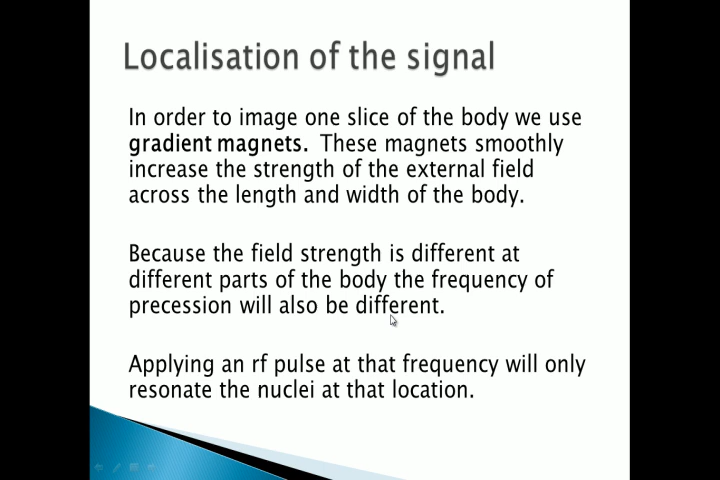 Localisation of the signal
In order to image one slice of the body we use
gradient magnets. These magnets smoothly
increase the strength of the external field
across the length and width of the body.
Because the field strength is different at
different parts of the body the frequency of
precession will also be different.
Applying an rf pulse at that frequency will only
resonate the nuclei at that location.